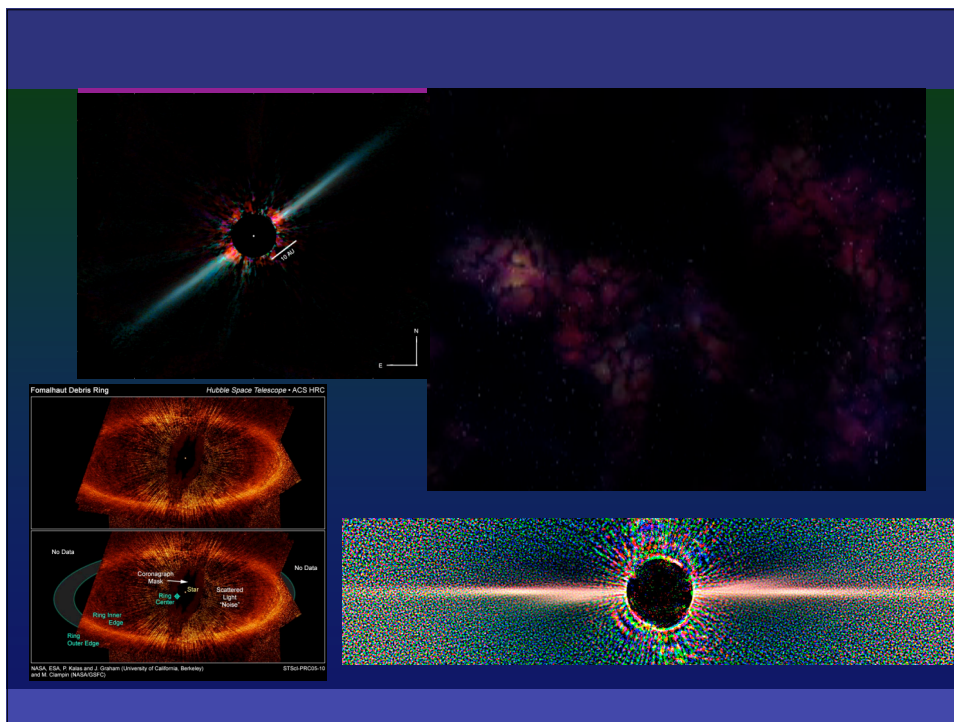 10 AU
N
E
Fomalhaut Debris Ring
Hubble Space Telescope • ACS HRC
No Data
No Data
Coronagraph
Mask
Star
Ring
Center
Scattered
Light
"Noise"
Ring Inner
Edge
Ring
Outer Edge
NASA, ESA, P. Kalas and J. Graham (University of California, Berkeley)
and M. Clampin (NASA/GSFC)
STScI-PRC05-10